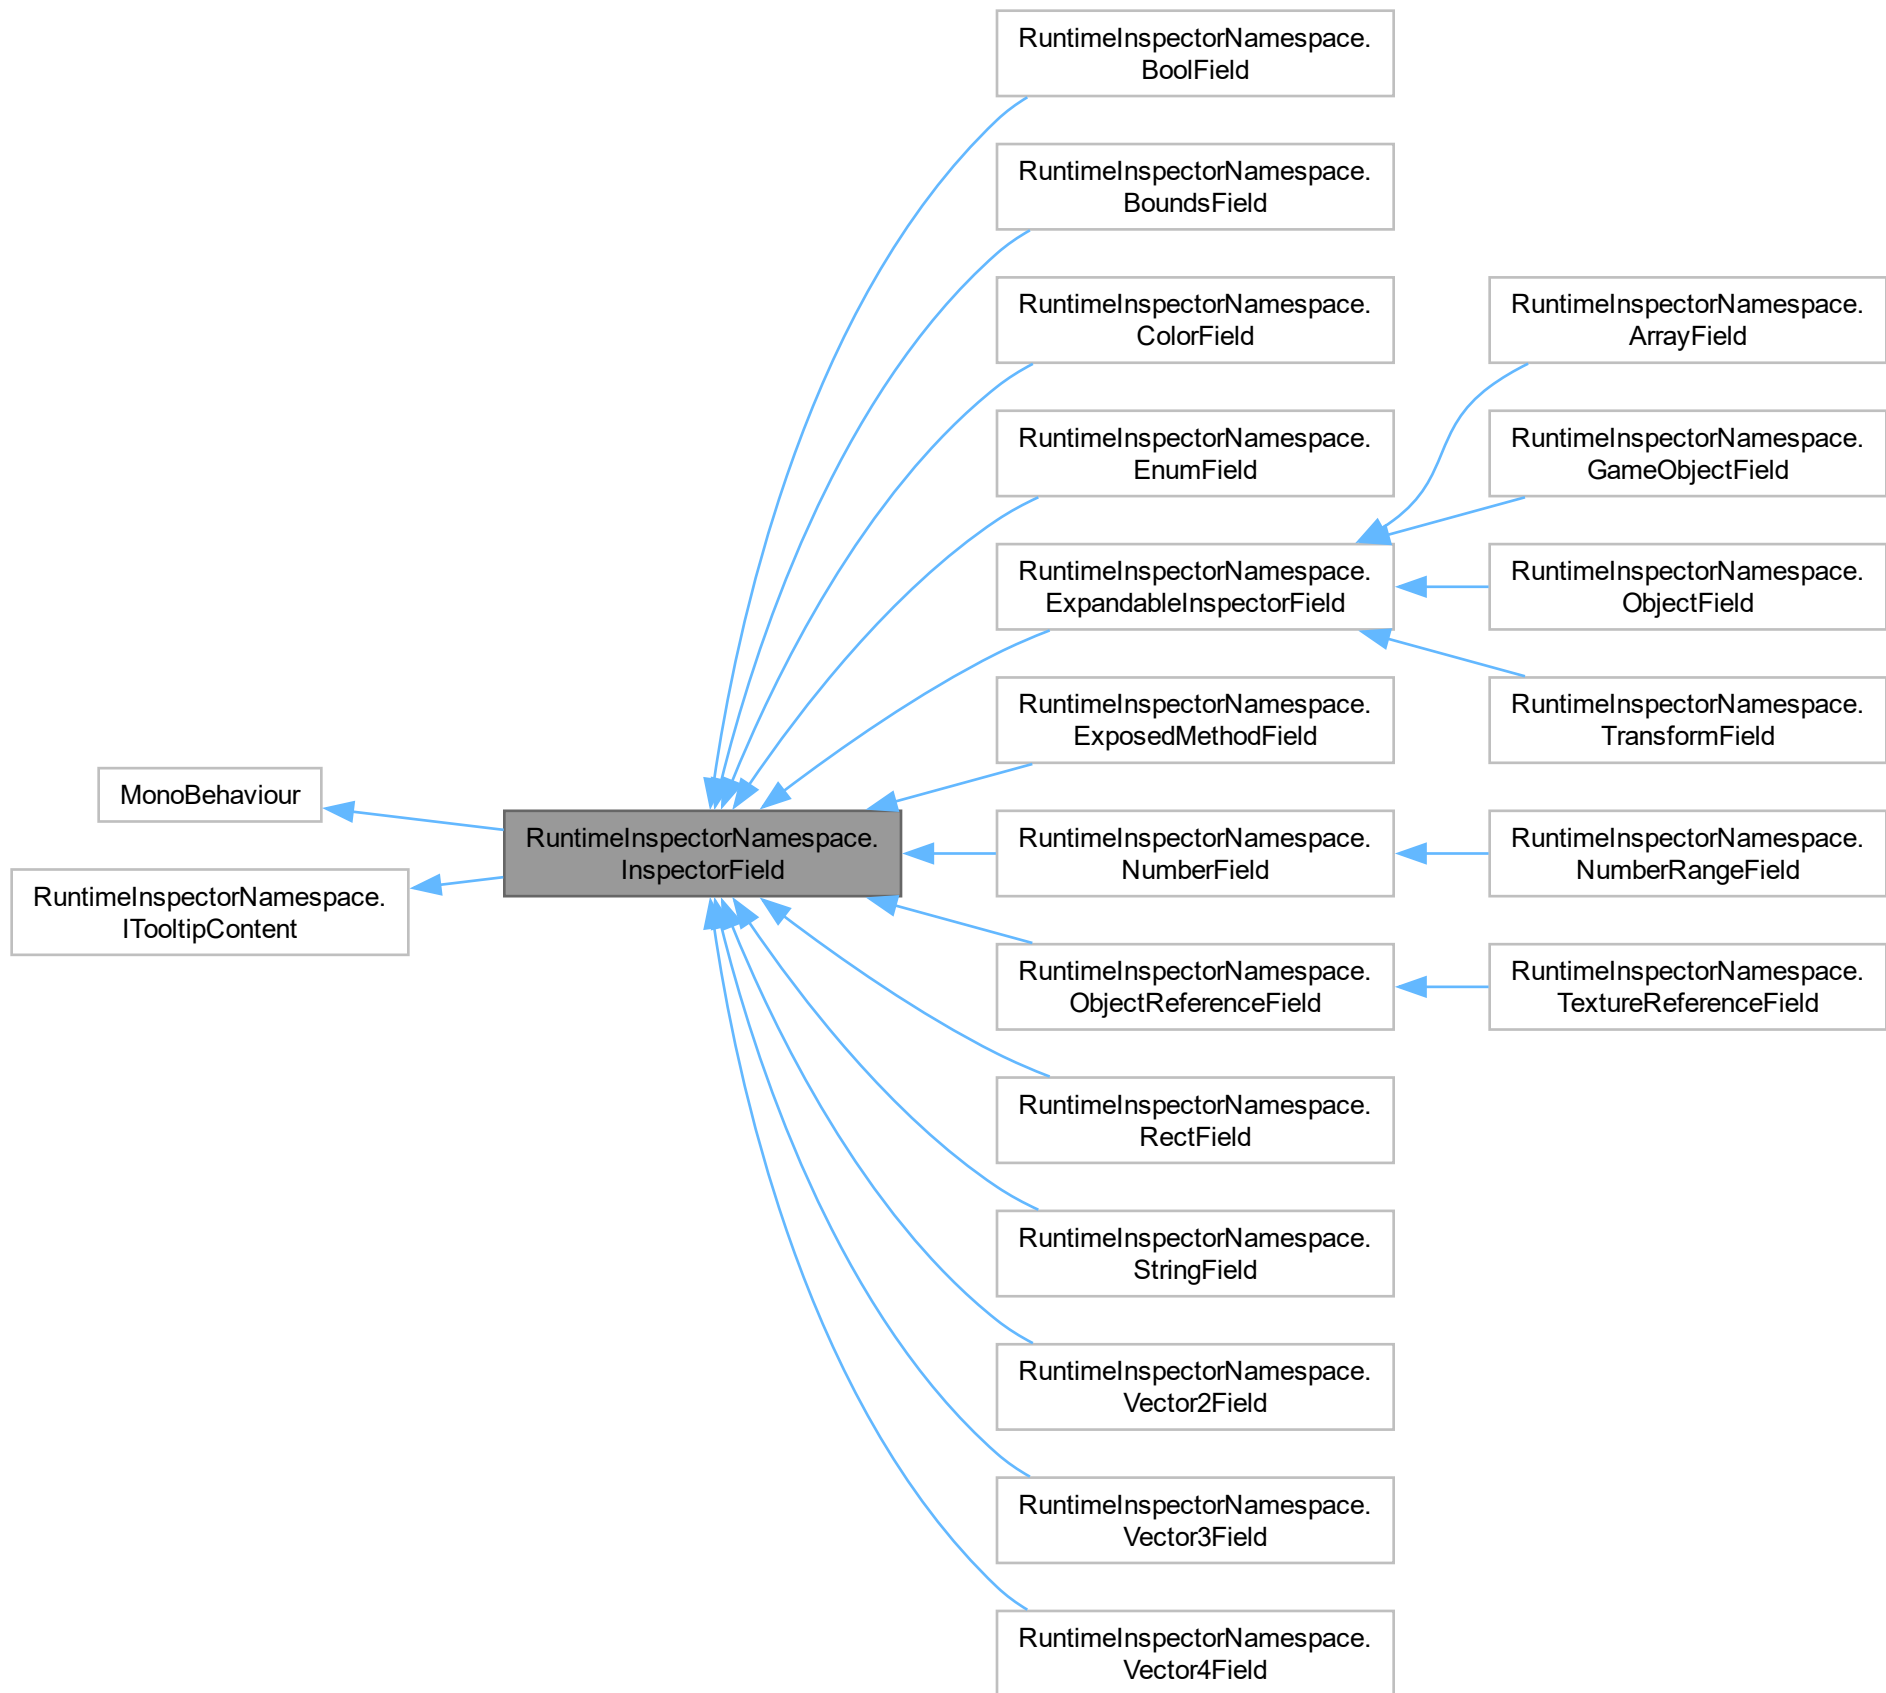 MonoBehaviour
RuntimeInspectorNamespace.
ITooltipContent
RuntimeInspectorNamespace.
InspectorField
RuntimeInspectorNamespace.
BoolField
RuntimeInspectorNamespace.
BoundsField
RuntimeInspectorNamespace.
ColorField
RuntimeInspectorNamespace.
EnumField
RuntimeInspectorNamespace.
ExpandableInspectorField
RuntimeInspectorNamespace.
ExposedMethodField
RuntimeInspectorNamespace.
NumberField
RuntimeInspectorNamespace.
ObjectReferenceField
RuntimeInspectorNamespace.
RectField
RuntimeInspectorNamespace.
StringField
RuntimeInspectorNamespace.
Vector2Field
RuntimeInspectorNamespace.
Vector3Field
RuntimeInspectorNamespace.
Vector4Field
RuntimeInspectorNamespace.
ArrayField
RuntimeInspectorNamespace.
GameObjectField
RuntimeInspectorNamespace.
ObjectField
RuntimeInspectorNamespace.
TransformField
RuntimeInspectorNamespace.
NumberRangeField
RuntimeInspectorNamespace.
TextureReferenceField